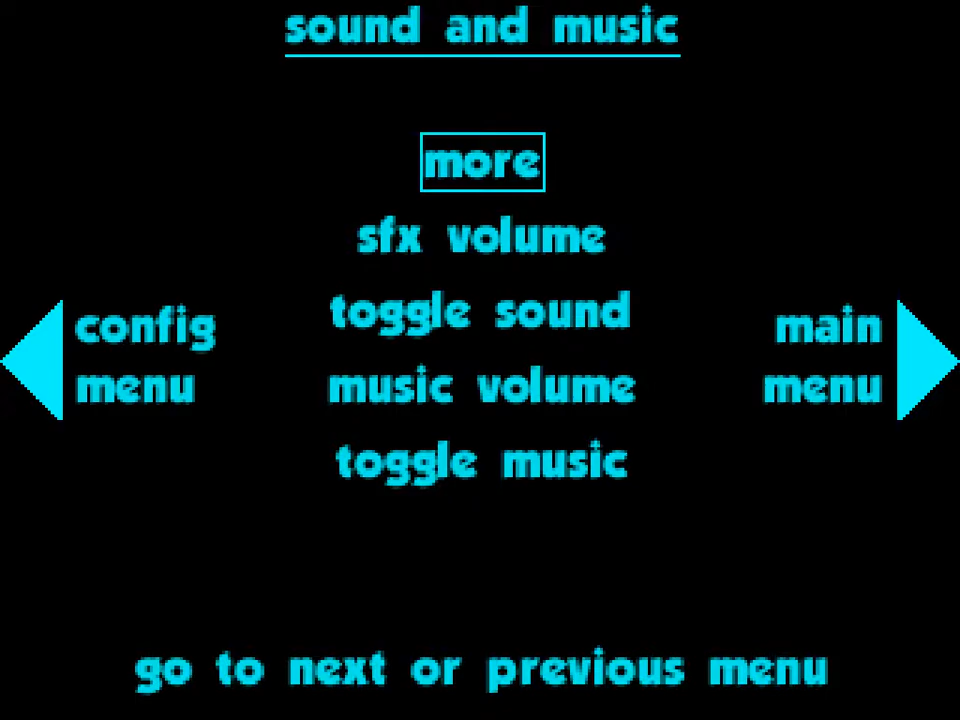 sound and music
more
sfx volume
toggle sound
config
menu
main
menu
music volume
toggle music
go to next or previous menu